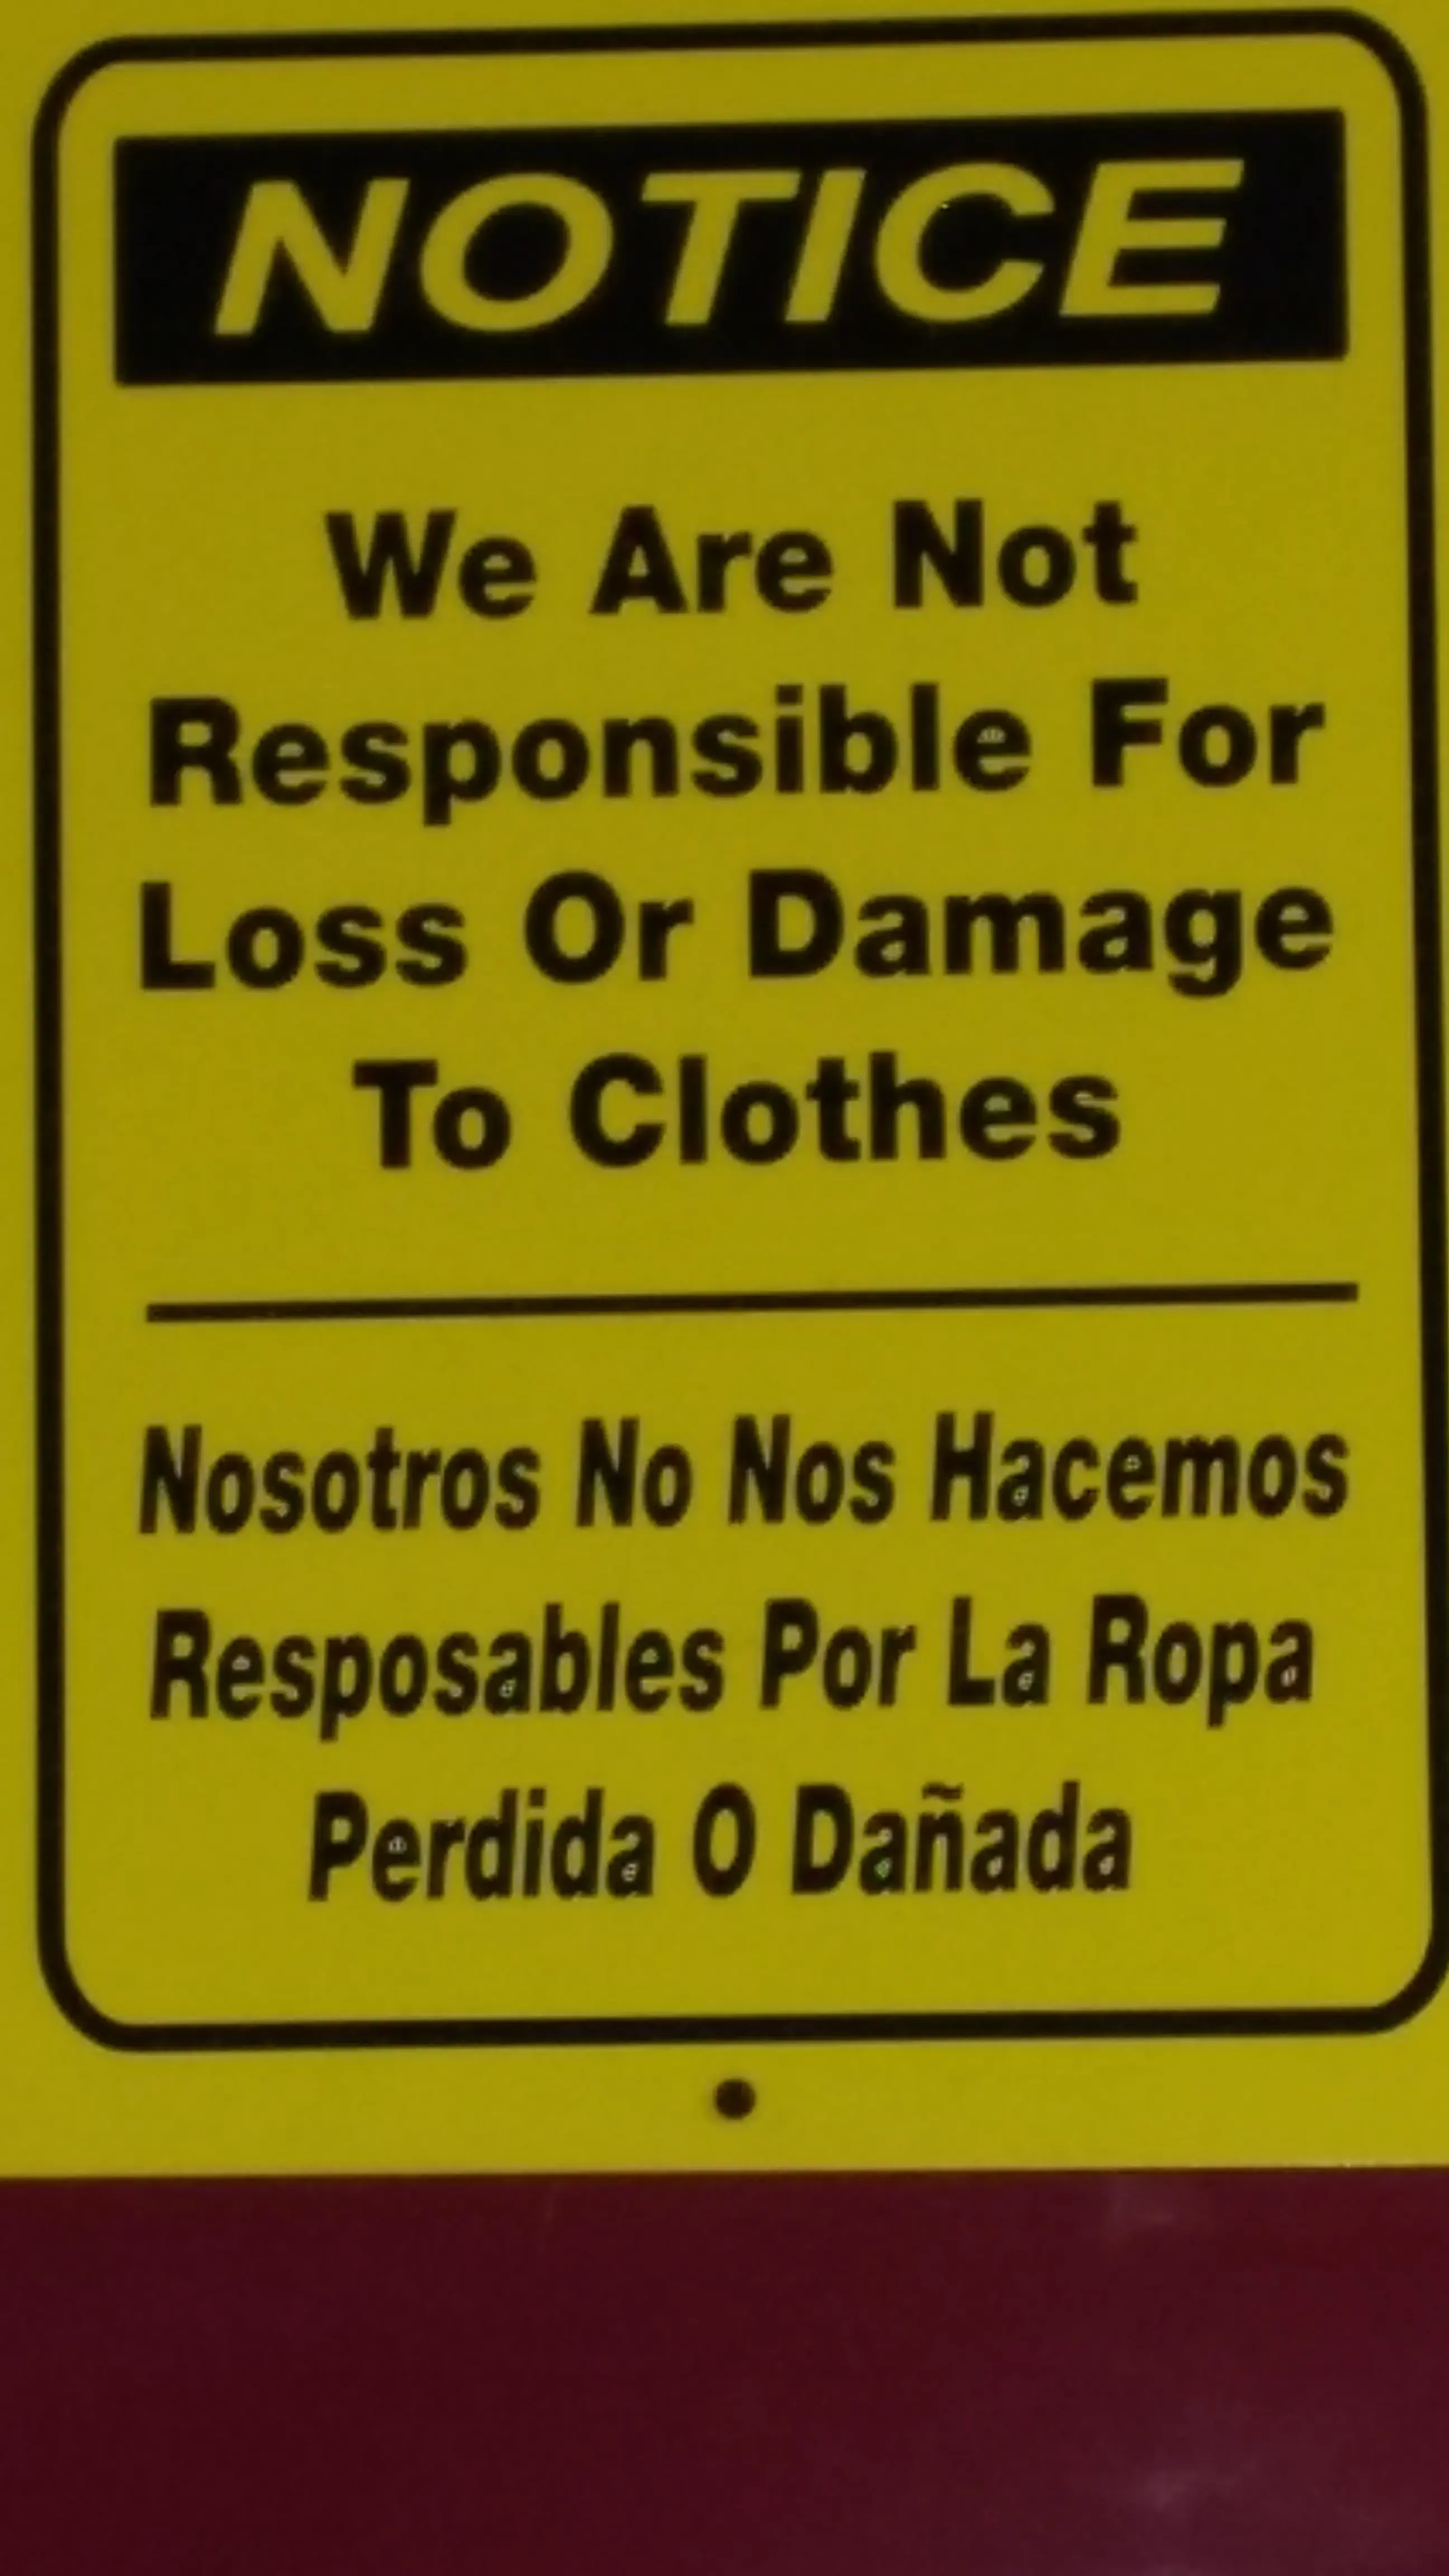 NOTICE
We Are Not
Responsible For
Loss Or Damage
To Clothes
Nosotros No Nos Hacemos
Resposables Por La Ropa
Perdida O Dañada